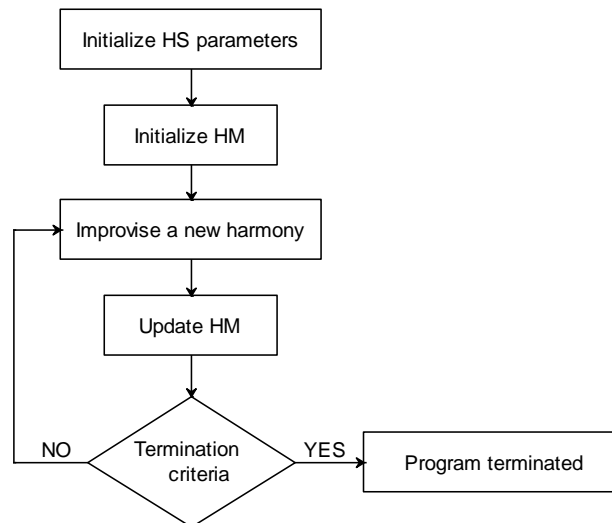 Initialize HS parameters
Initialize HM
Improvise a new harmony
Update HM
NO
Termination
criteria
YES
Program terminated